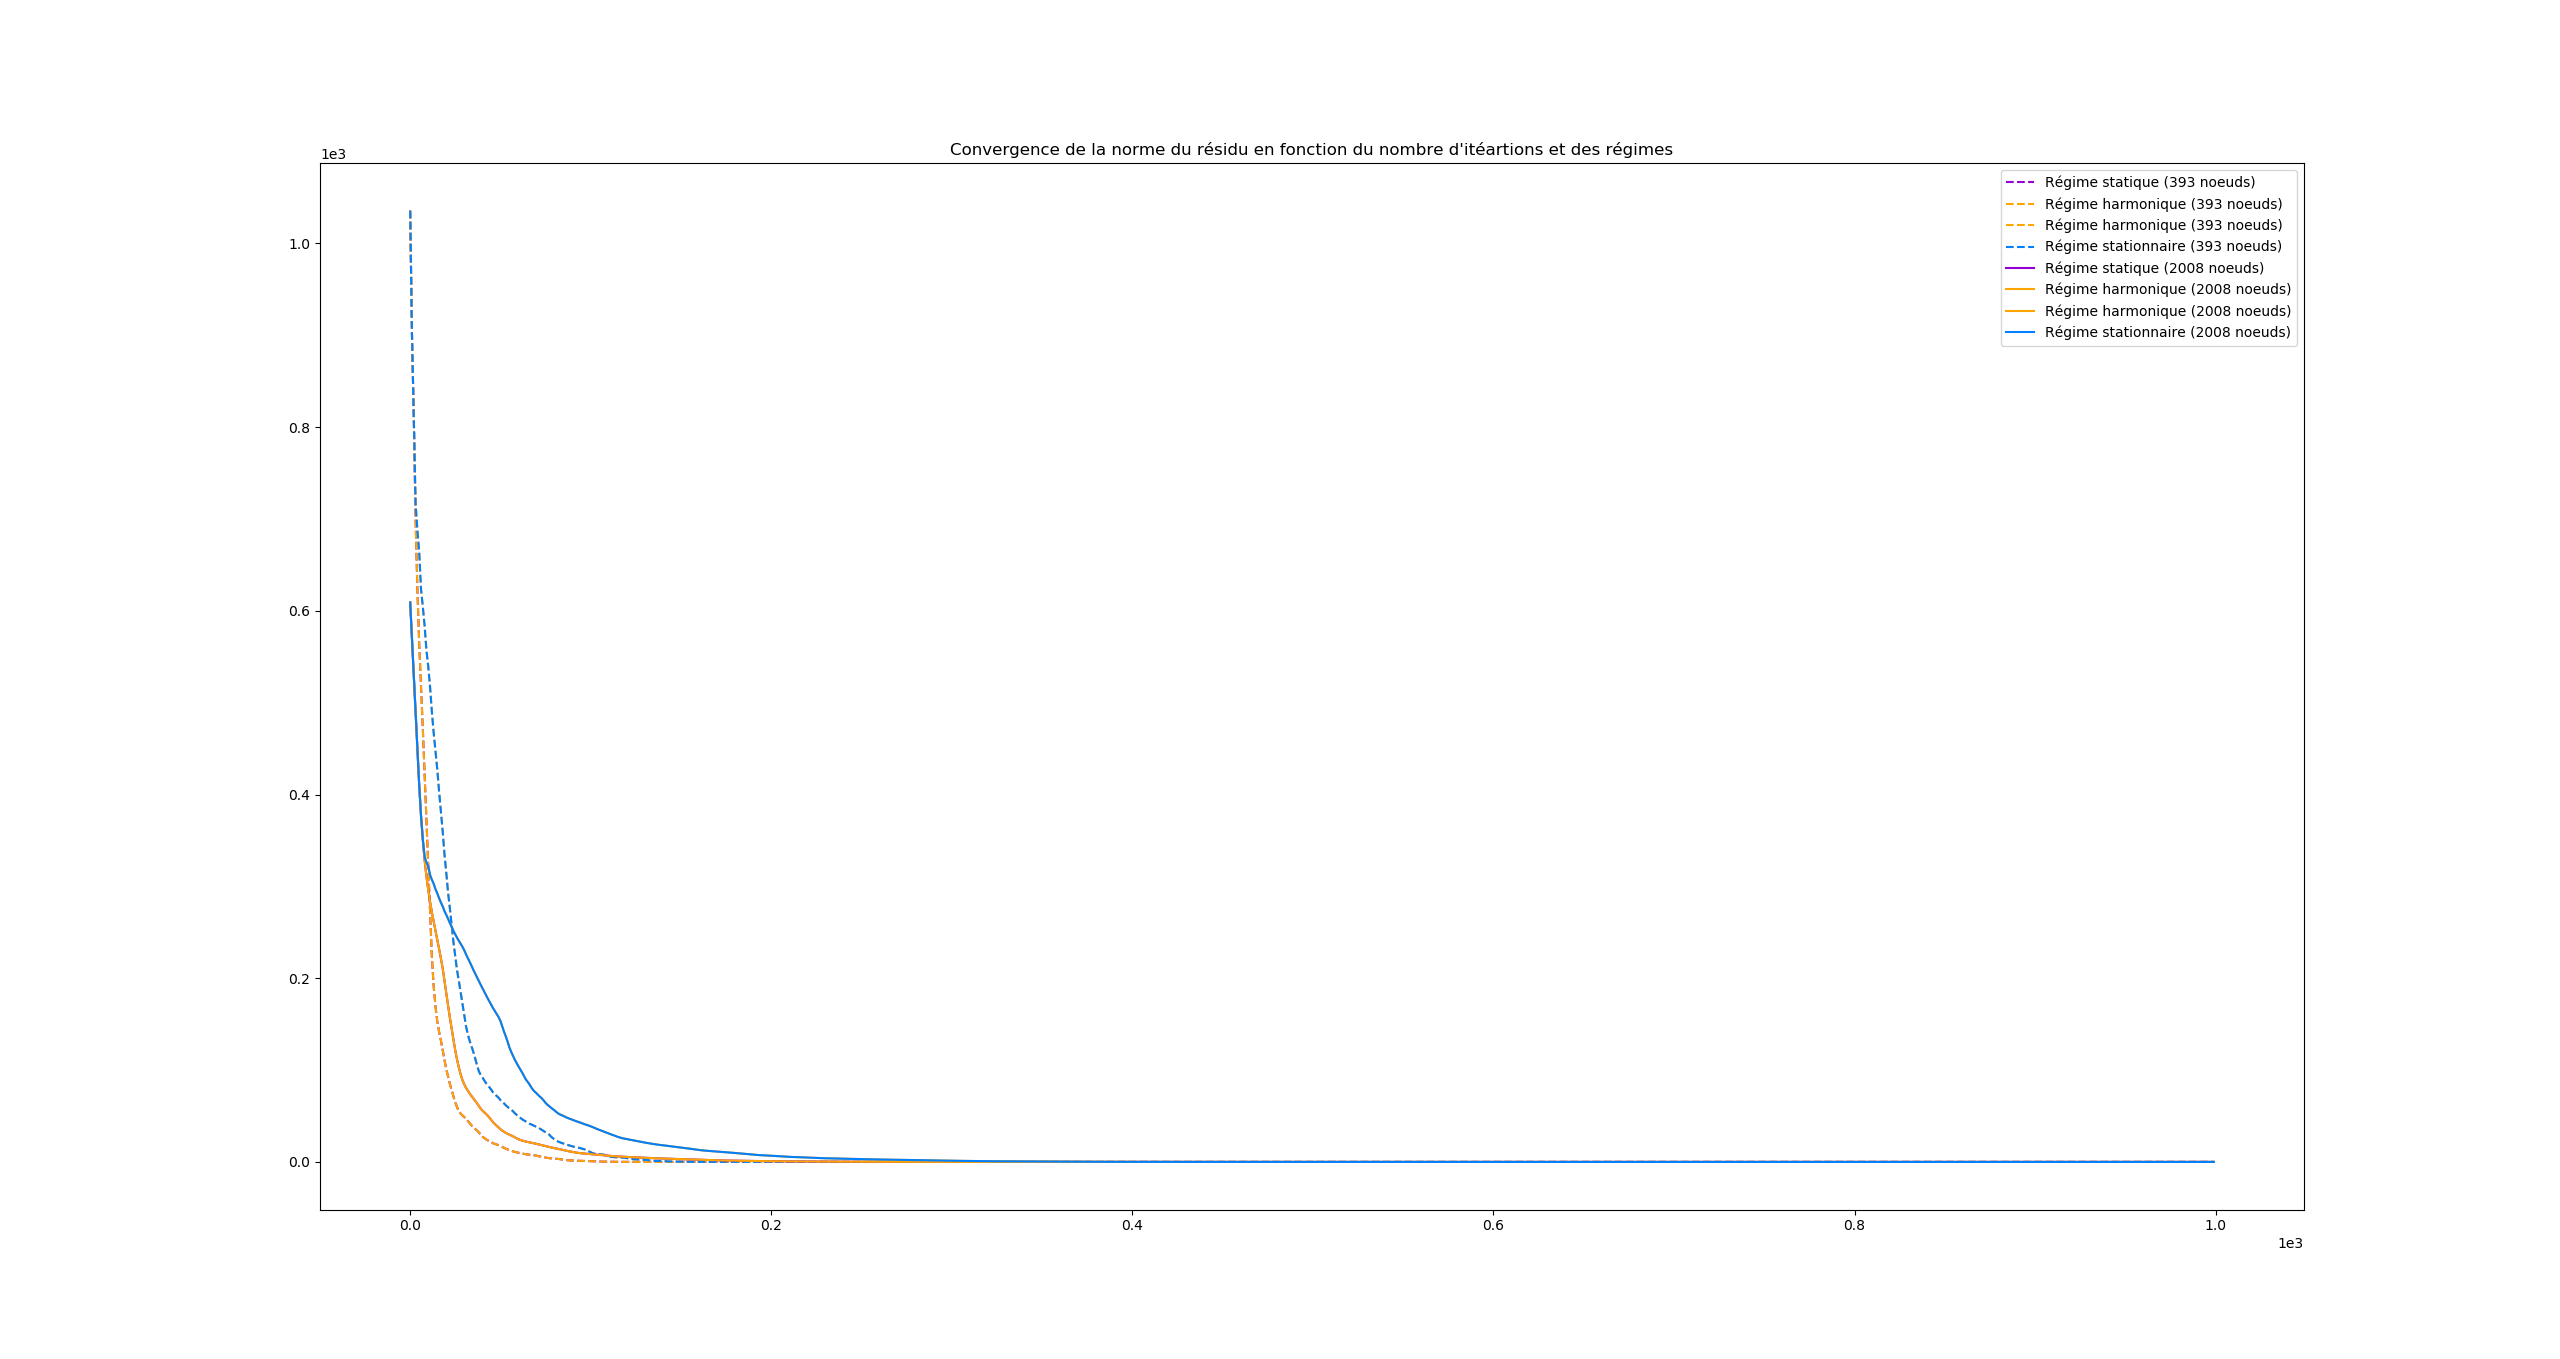 Convergence de la norme du résidu en fonction du nombre d'itéartions et des régimes
1e3
Régime statique (393 noeuds)
Régime harmonique (393 noeuds)
Régime harmonique (393 noeuds)
Régime stationnaire (393 noeuds)
Régime statique (2008 noeuds)
Régime harmonique (2008 noeuds)
Régime harmonique (2008 noeuds)
Régime stationnaire (2008 noeuds)
1.0
0.8
0.6
0.4
0.2
0.0
0.0 0.2 0.4 0.6 0.8 1.0
1e3